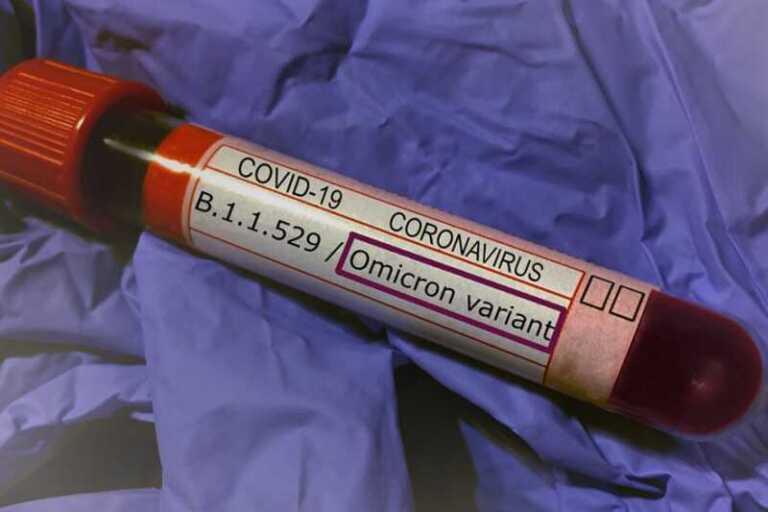 COVID-19 CORONAVIRUS
B.1.1.529 / Omicron variant